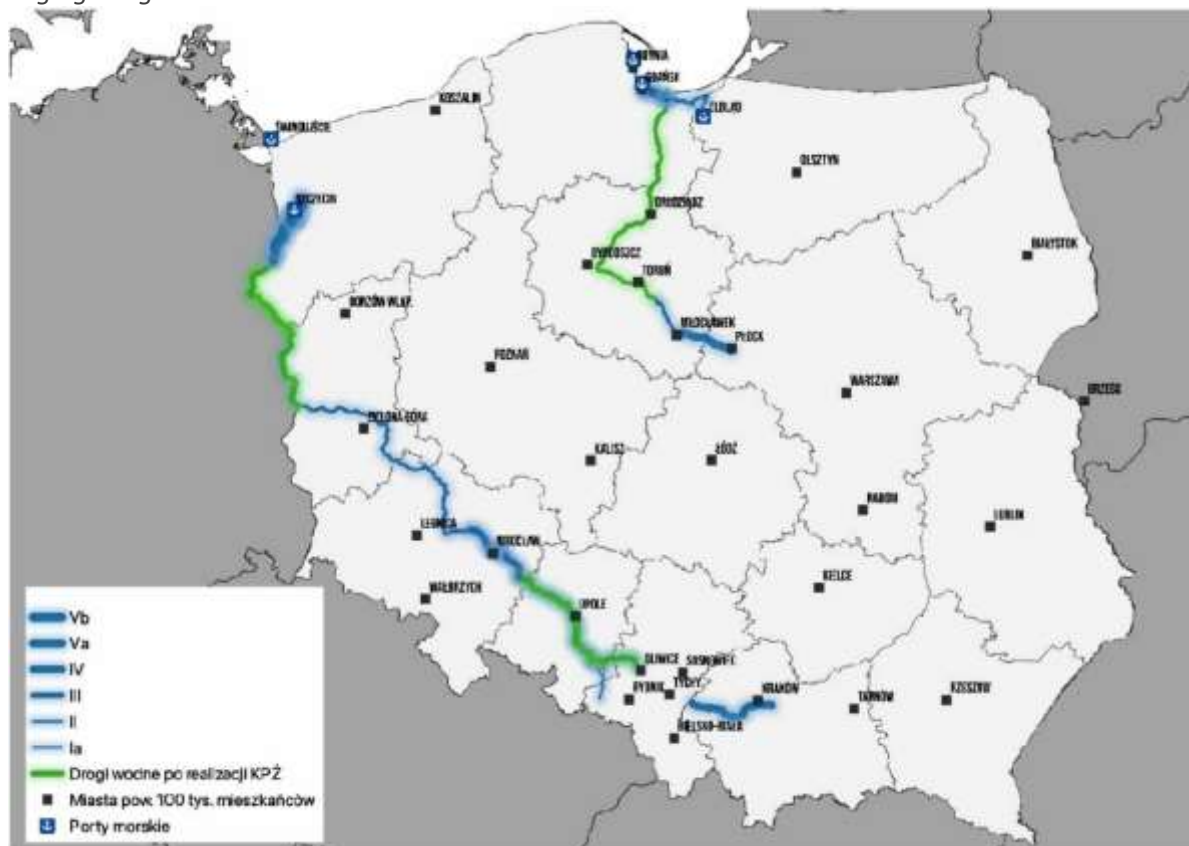 GDYNIA
GDAŃSK
ELBLĄG
KOSZALIN
ŚWINOUJŚCIE
OLSZTYN
SZCZECIN
GRUDZIĄDZ
BIAŁYSTOK
BYDGOSZCZ
TORUŃ
GORZÓW WLKP.
WŁOCŁAWEK
PŁOCK
POZNAŃ
WARSZAWA
BRZEŚĆ
ZIELONA GÓRA
KALISZ
ŁÓDŹ
RADOM
LUBLIN
LEGNICA
WROCŁAW
WAŁBRZYCH
KIELCE
OPOLE
GLIWICE
SOSNOWIEC
RYBNIK
TYCHY
KRAKÓW
TARNÓW
RZESZÓW
BIELSKO-BIAŁA
Vb
Va
IV
III
II
Ia
Drogi wodne po realizacji KPŻ
Miasta pow. 100 tys. mieszkańców
Porty morskie